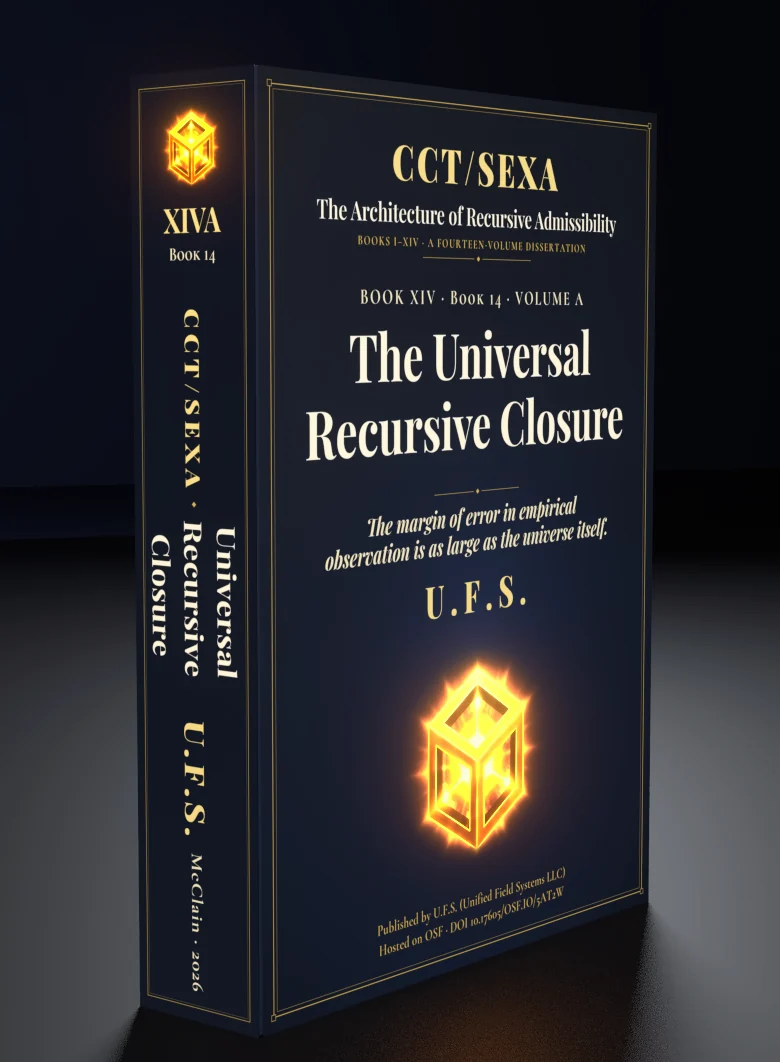 XIVA
Book 14
CCT/SEXA · Universal Recursive Closure
U.F.S.
McClain · 2026
CCT/SEXA
The Architecture of Recursive Admissibility
BOOKS I–XIV · A FOURTEEN-VOLUME DISSERTATION
BOOK XIV · Book 14 · VOLUME A
The Universal
Recursive Closure
The margin of error in empirical
observation is as large as the universe itself.
U.F.S.
Published by U.F.S. (Unified Field Systems LLC)
Hosted on OSF · DOI 10.17605/OSF.IO/5AT2W